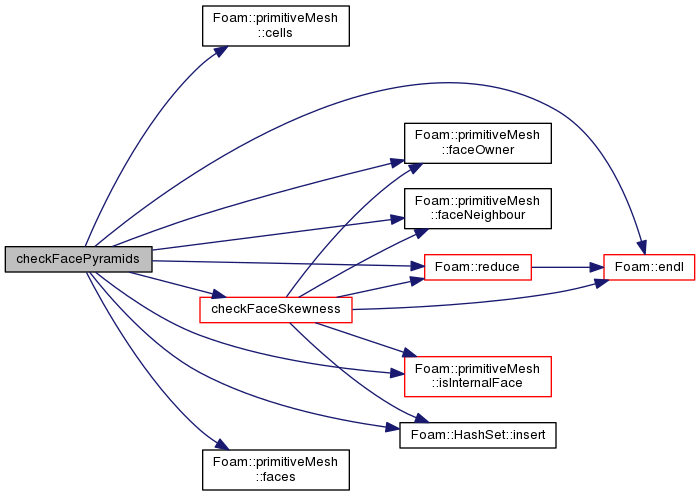 Foam::primitiveMesh
::cells
Foam::primitiveMesh
::faceOwner
Foam::primitiveMesh
::faceNeighbour
checkFacePyramids
Foam::reduce
Foam::endl
checkFaceSkewness
Foam::primitiveMesh
::isInternalFace
Foam::HashSet::insert
Foam::primitiveMesh
::faces